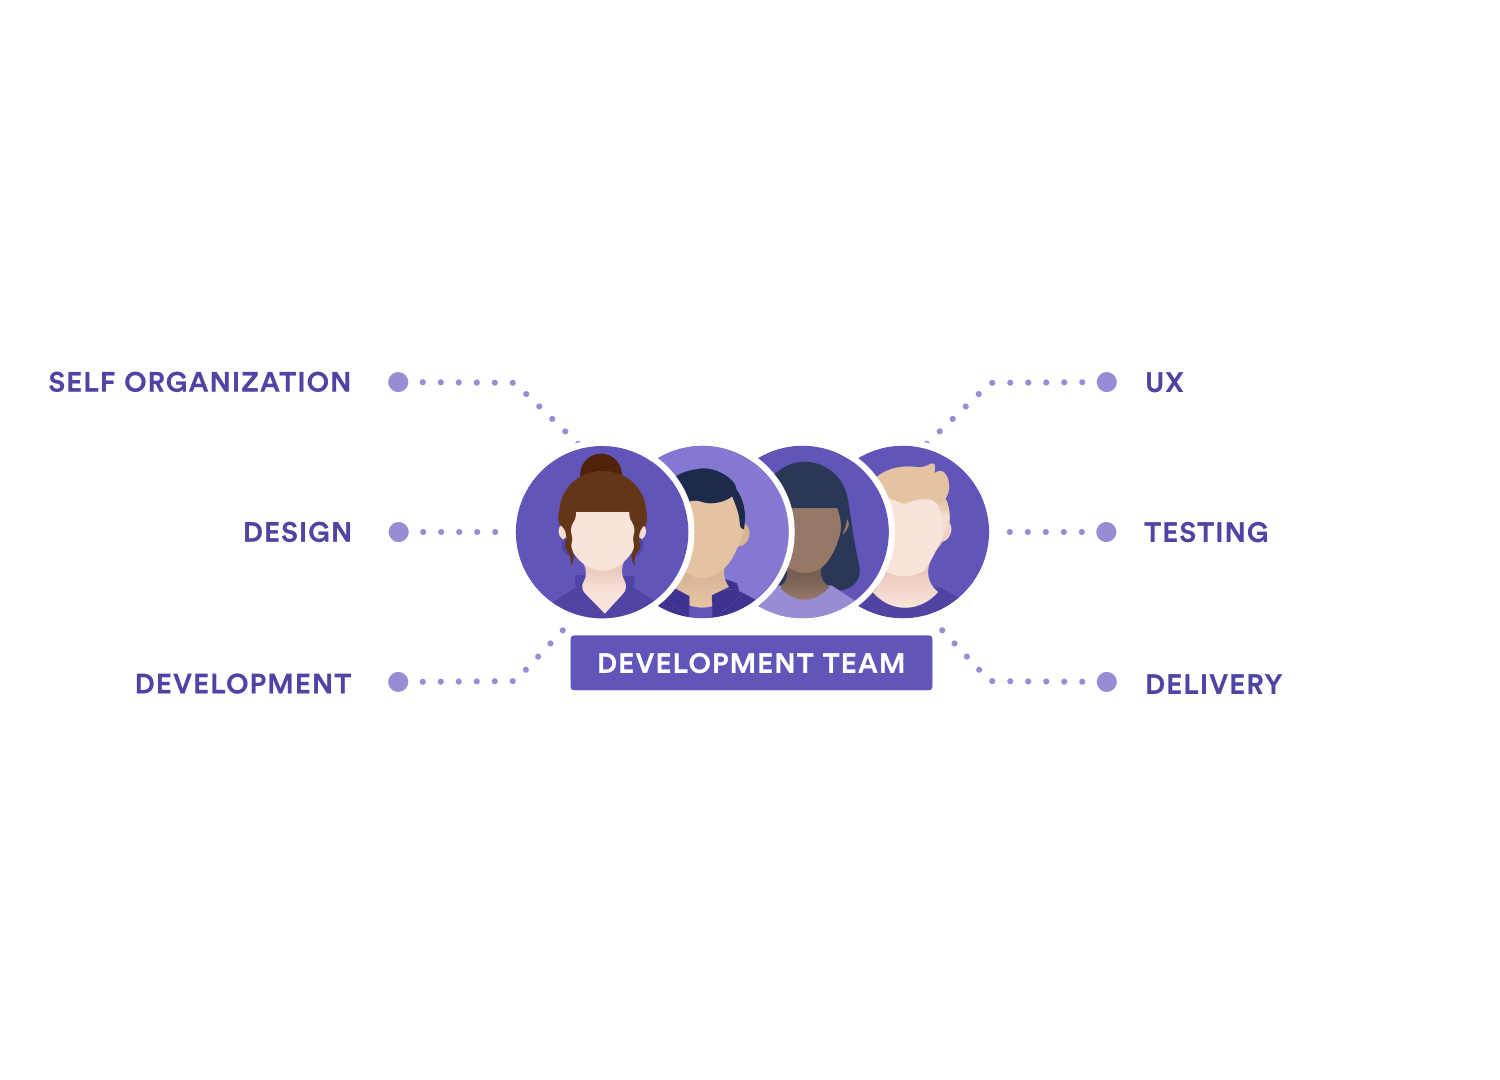 SELF ORGANIZATION
UX
DESIGN
TESTING
DEVELOPMENT TEAM
DEVELOPMENT
DELIVERY